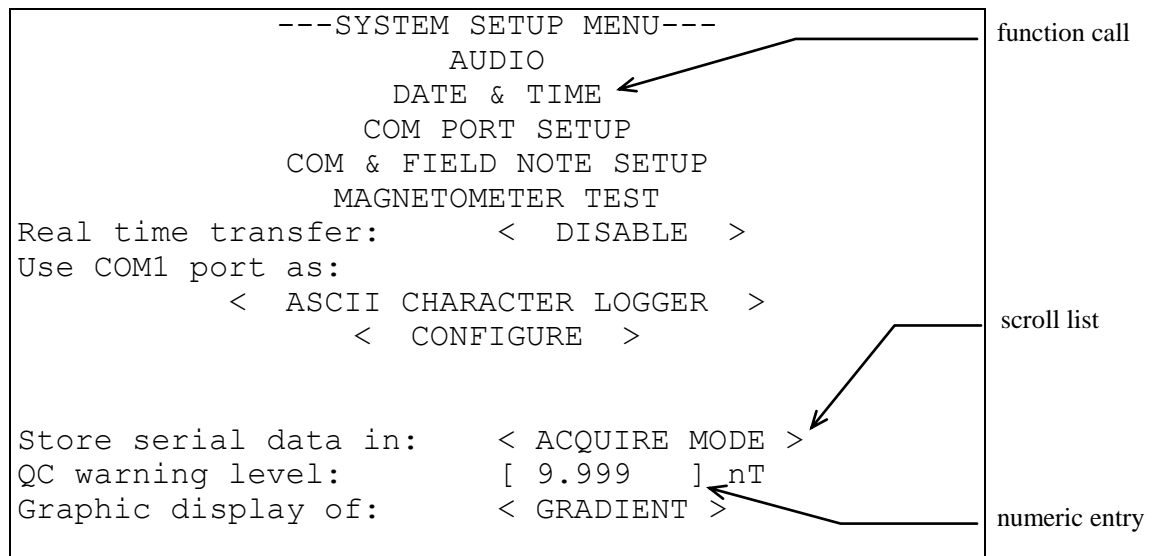 ---SYSTEM SETUP MENU---
function call
AUDIO
DATE & TIME
COM PORT SETUP
COM & FIELD NOTE SETUP
MAGNETOMETER TEST
Real time transfer: < DISABLE >
Use COM1 port as:
< ASCII CHARACTER LOGGER >
scroll list
< CONFIGURE >
Store serial data in: < ACQUIRE MODE >
QC warning level: [ 9.999 ] nT
Graphic display of: < GRADIENT >
numeric entry